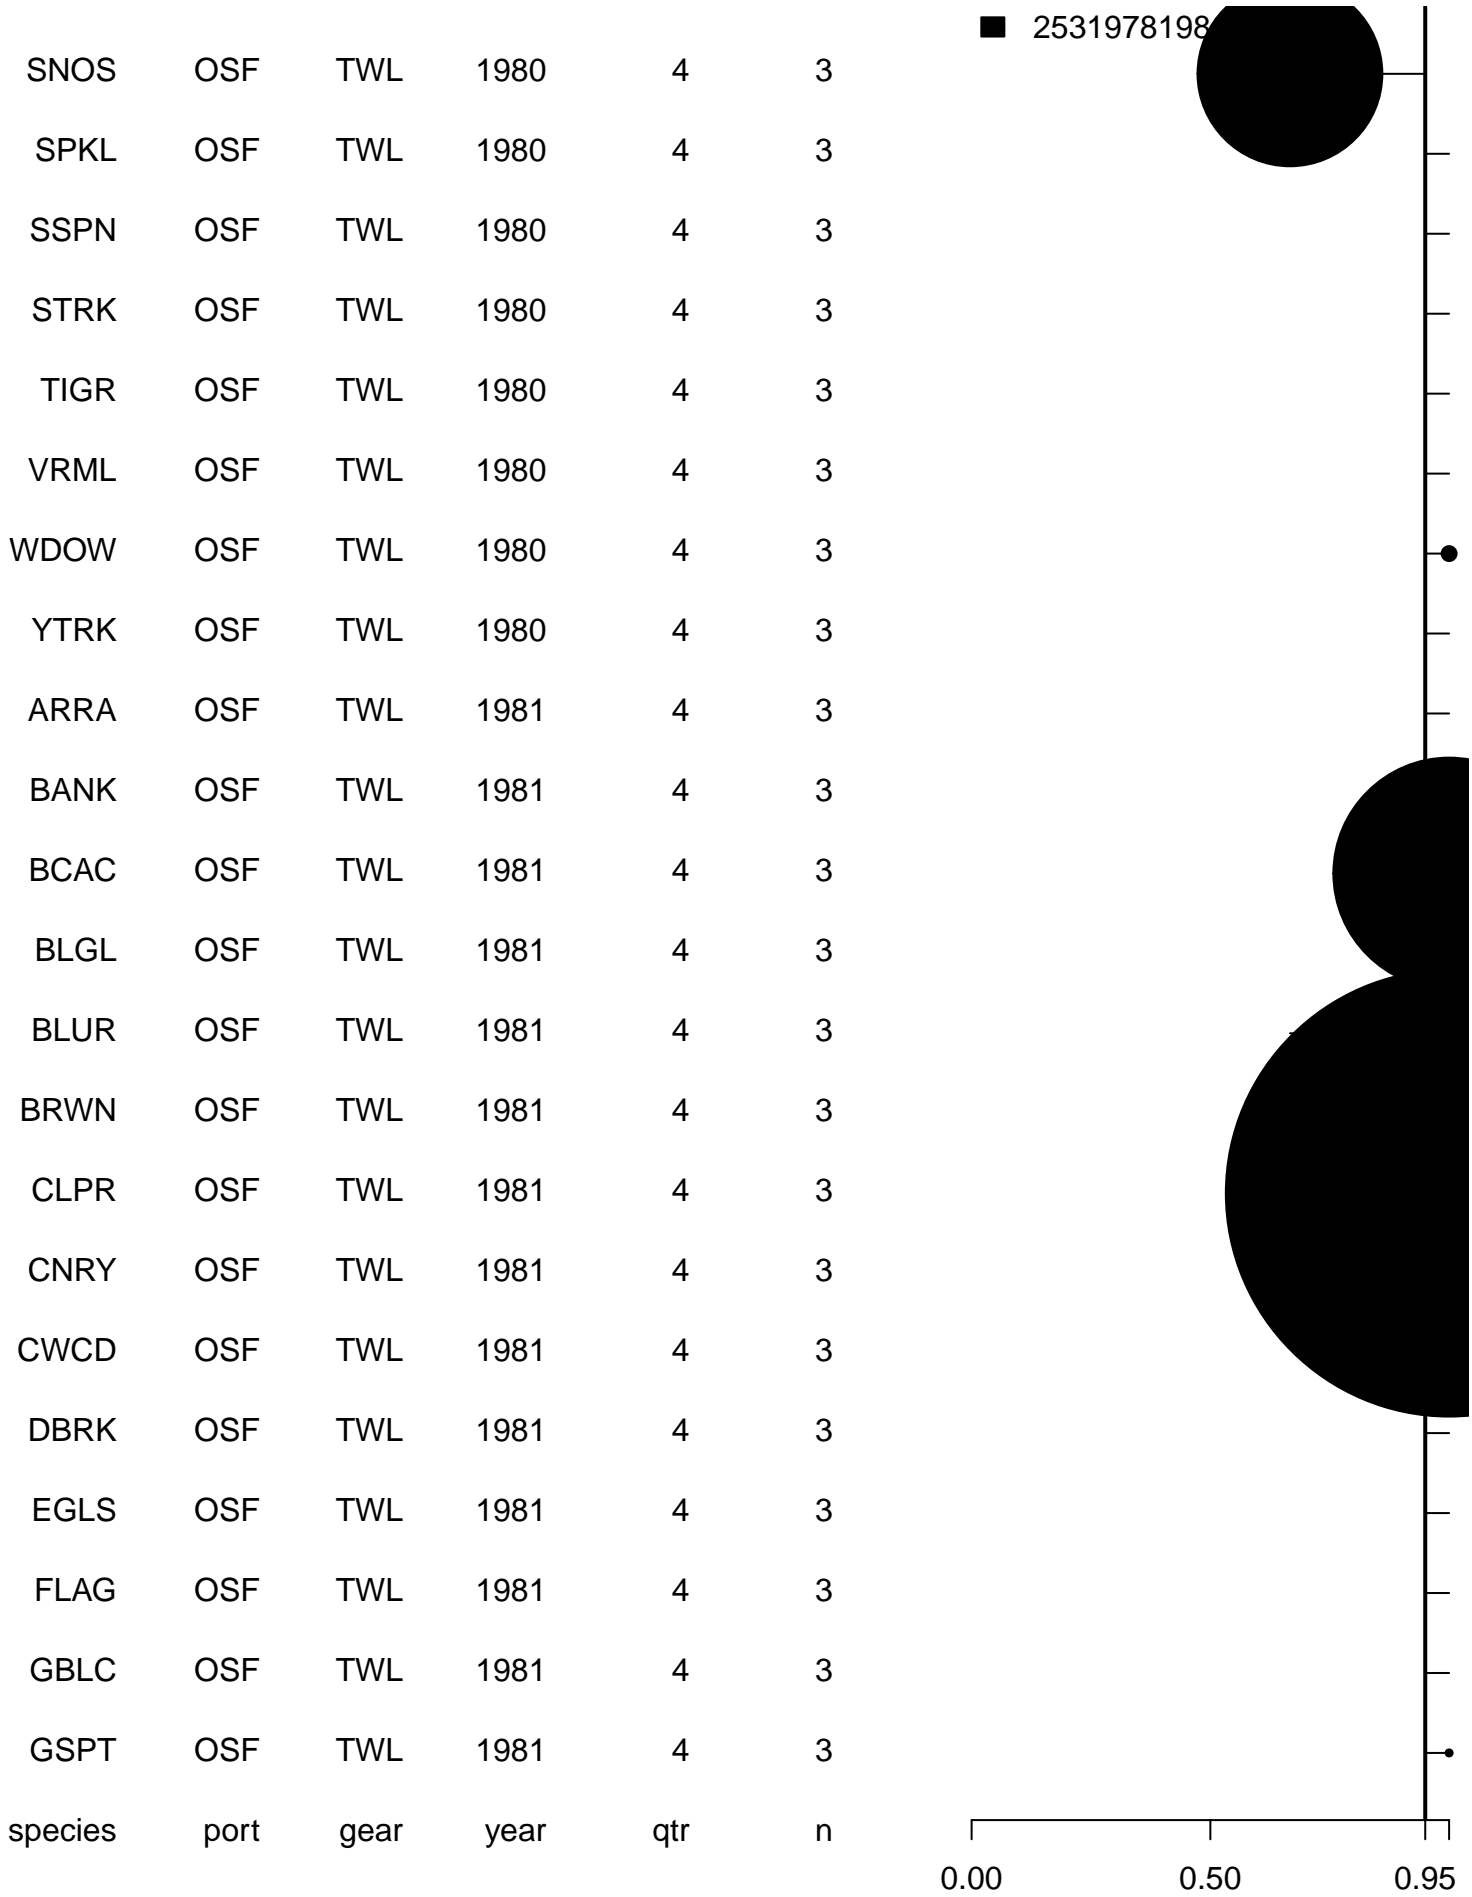 2531978198
SNOS OSF TWL 1980 4 3
SPKL OSF TWL 1980 4 3
SSPN OSF TWL 1980 4 3
STRK OSF TWL 1980 4 3
TIGR OSF TWL 1980 4 3
VRML OSF TWL 1980 4 3
WDOW OSF TWL 1980 4 3
YTRK OSF TWL 1980 4 3
ARRA OSF TWL 1981 4 3
BANK OSF TWL 1981 4 3
BCAC OSF TWL 1981 4 3
BLGL OSF TWL 1981 4 3
BLUR OSF TWL 1981 4 3
BRWN OSF TWL 1981 4 3
CLPR OSF TWL 1981 4 3
CNRY OSF TWL 1981 4 3
CWCD OSF TWL 1981 4 3
DBRK OSF TWL 1981 4 3
EGLS OSF TWL 1981 4 3
FLAG OSF TWL 1981 4 3
GBLC OSF TWL 1981 4 3
GSPT OSF TWL 1981 4 3
species port gear year qtr n
0.00 0.50 0.95